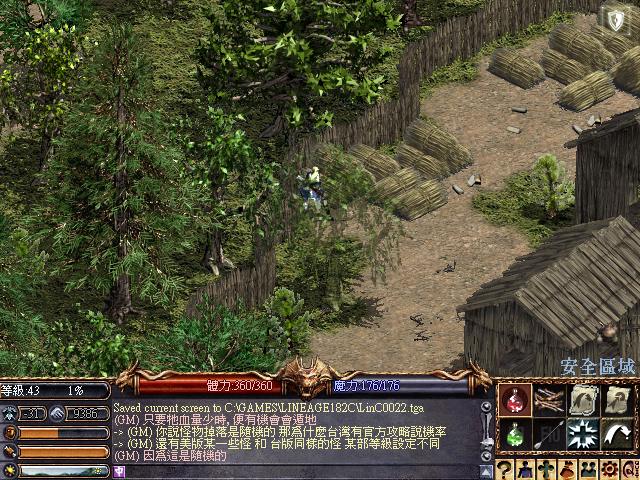 安全區域
等級:43 1%
體力:360/360
魔力:176/176
-31
9386
Saved current screen to C:\GAMES\LINEAGE182C\LinC0022.tga
(GM) 只要牠血量少時, 便有機會會遁地
-> (GM) 你說怪物掉落是隨機的 那為什麼台灣有官方攻略說機率
-> (GM) 還有美版某一些怪 和 台版同樣的怪 某部等級設定不同
(GM) 因為這是隨機的